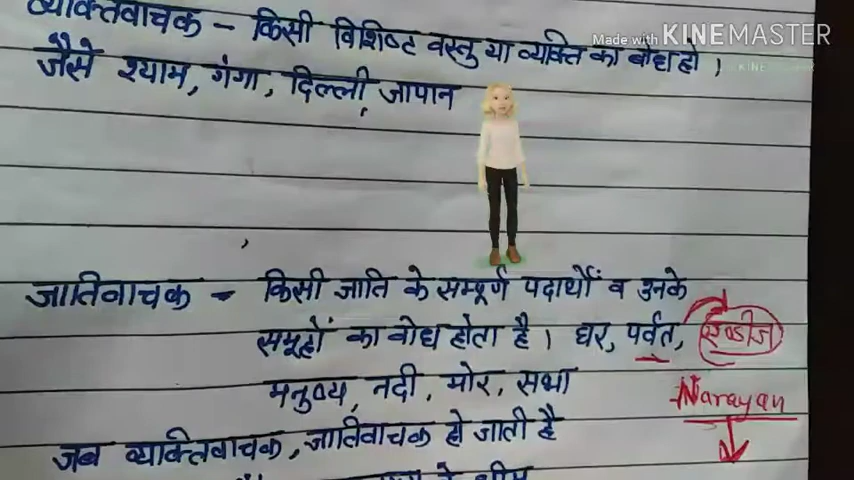 Made with KINEMASTER
व्यक्तिवाचक - किसी विशिष्ट वस्तु या व्यक्ति का बोध हो ।
जैसे श्याम, गंगा, दिल्ली, जापान
जातिवाचक - किसी जाति के सम्पूर्ण पदार्थों व उनके
समूहों का बोध होता है । घर, पर्वत, एण्डीज
मनुष्य, नदी, मोर, सभा
Narayan
जब व्यक्तिवाचक, जातिवाचक हो जाती है